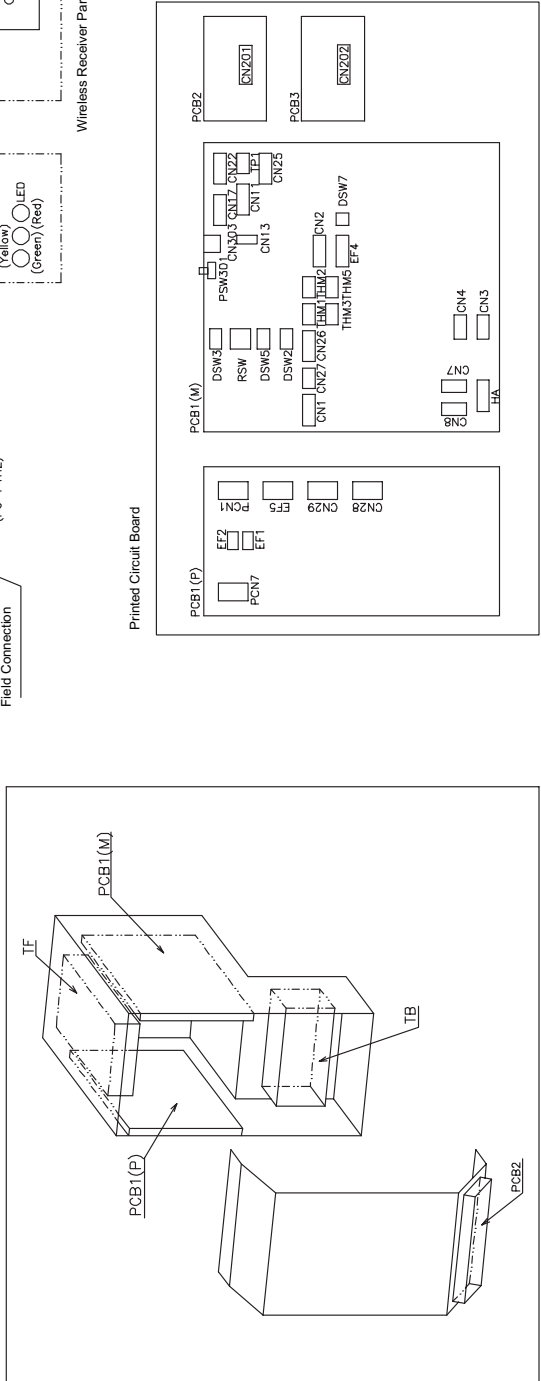 Wireless Receiver Par
(Yellow)
LED
(Green)
(Red)
Field Connection
Printed Circuit Board
PCB2
CN201
PCB3
CN202
PCB1(M)
CN22
TP1
CN25
CN17
CN11
CN303
CN13
PSW301
DSW7
CN2
EF4
THM2
THM5
THM1
THM3
DSW3
RSW
DSW5
DSW2
CN26
CN27
CN1
CN4
CN3
CN7
CN8
HA
PCB1(P)
PCN1
EF5
CN29
CN28
EF2
EF1
PCN7
TF
PCB1(M)
PCB1(P)
TB
PCB2